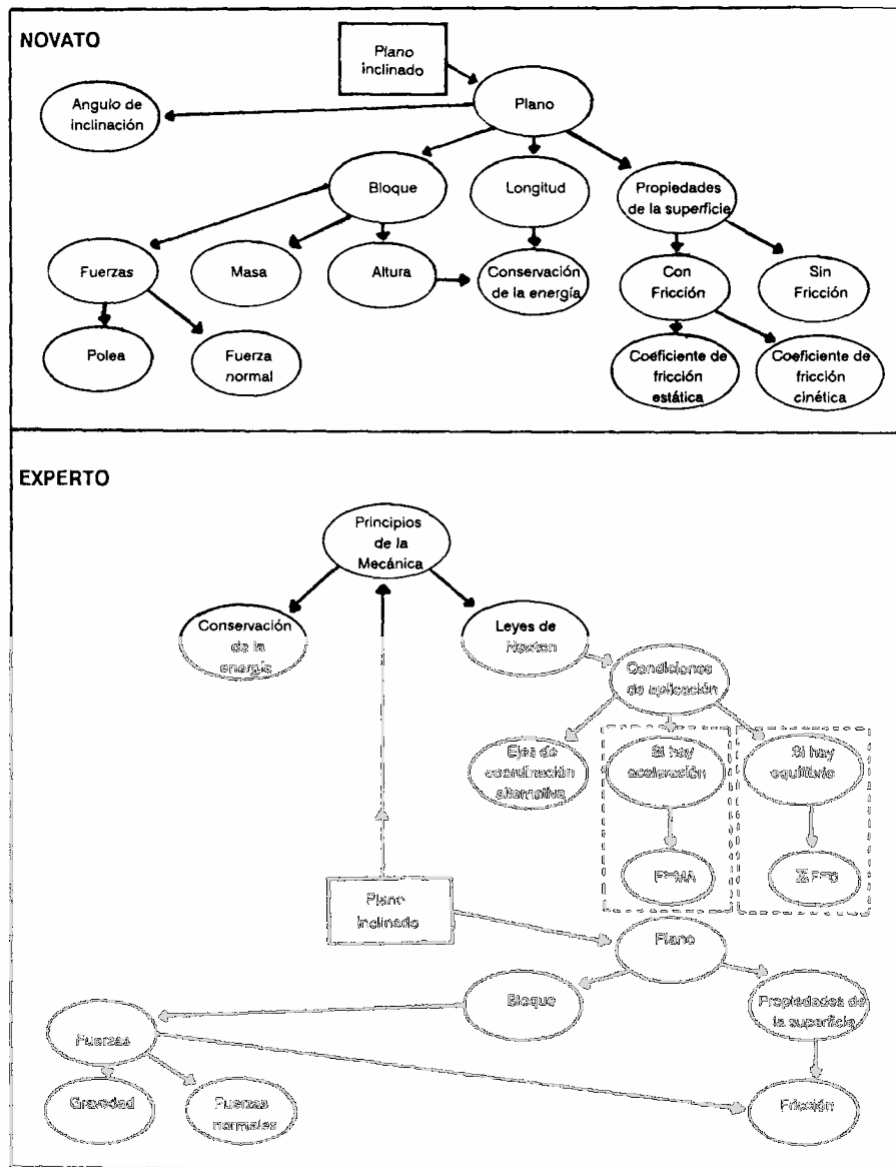 NOVATO
Plano
inclinado
Plano
Angulo de
inclinación
Bloque
Longitud
Propiedades
de la superficie
Fuerzas
Masa
Altura
Conservación
de la energía
Con
Fricción
Sin
Fricción
Polea
Fuerza
normal
Coeficiente de
fricción
estática
Coeficiente de
fricción
cinética
EXPERTO
Principios
de la
Mecánica
Conservación
de la
energía
Leyes de
Newton
Condiciones
de aplicación
Ejes de
coordinación
alternativa
Si hay
aceleración
Si hay
equilibrio
F=MA
ΣF=0
Plano
inclinado
Plano
Bloque
Propiedades de
la superficie
Fuerzas
Gravedad
Fuerzas
normales
Fricción